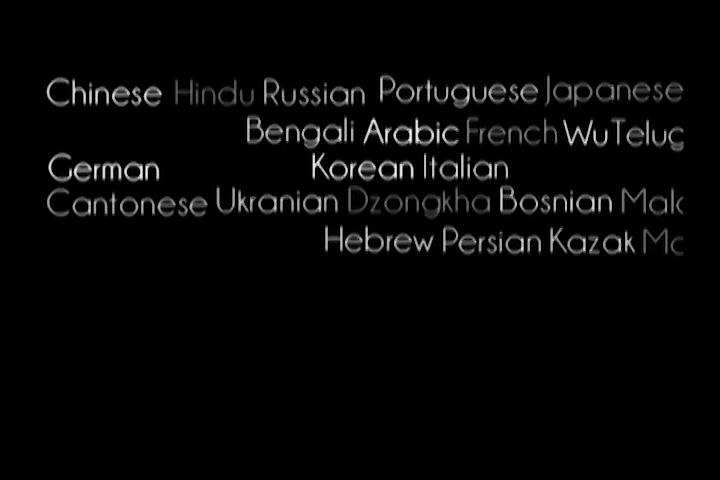 Chinese Hindu Russian Portuguese Japanese
Bengali Arabic French Wu Telug
German Korean Italian
Cantonese Ukranian Dzongkha Bosnian
Hebrew Persian Kazak